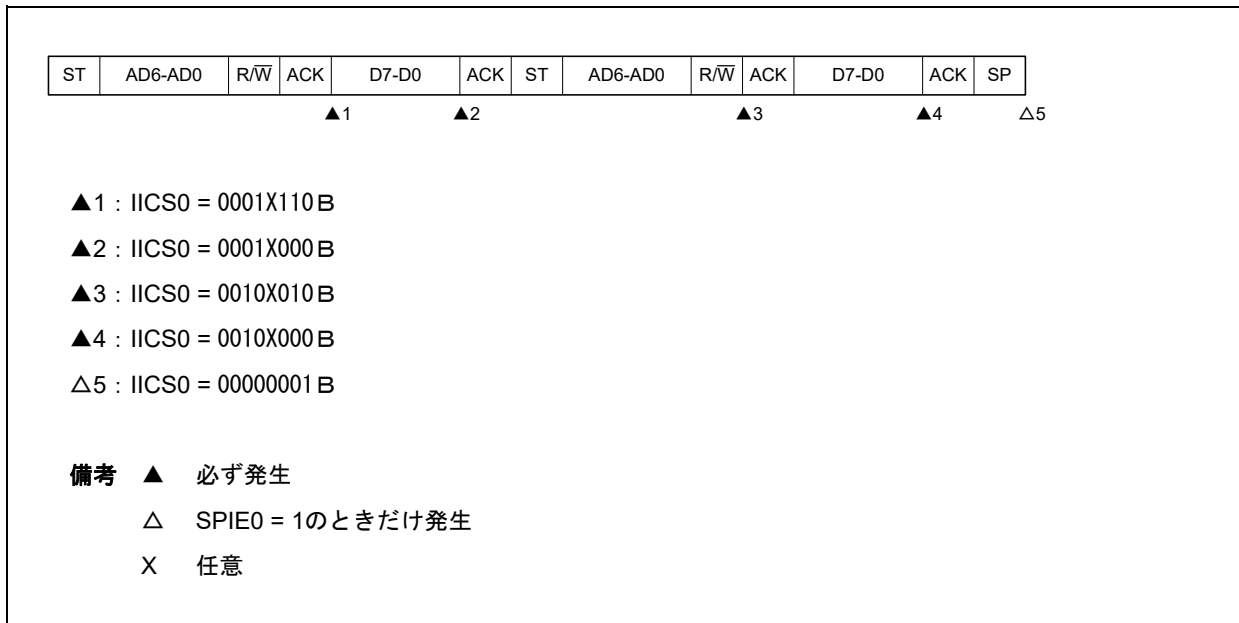 ST AD6-AD0 R/W̅ ACK D7-D0 ACK ST AD6-AD0 R/W̅ ACK D7-D0 ACK SP
▲1 ▲2 ▲3 ▲4 △5
▲1：IICS0 = 0001X110B
▲2：IICS0 = 0001X000B
▲3：IICS0 = 0010X010B
▲4：IICS0 = 0010X000B
△5：IICS0 = 00000001B
備考 ▲ 必ず発生
△ SPIE0 = 1のときだけ発生
X 任意